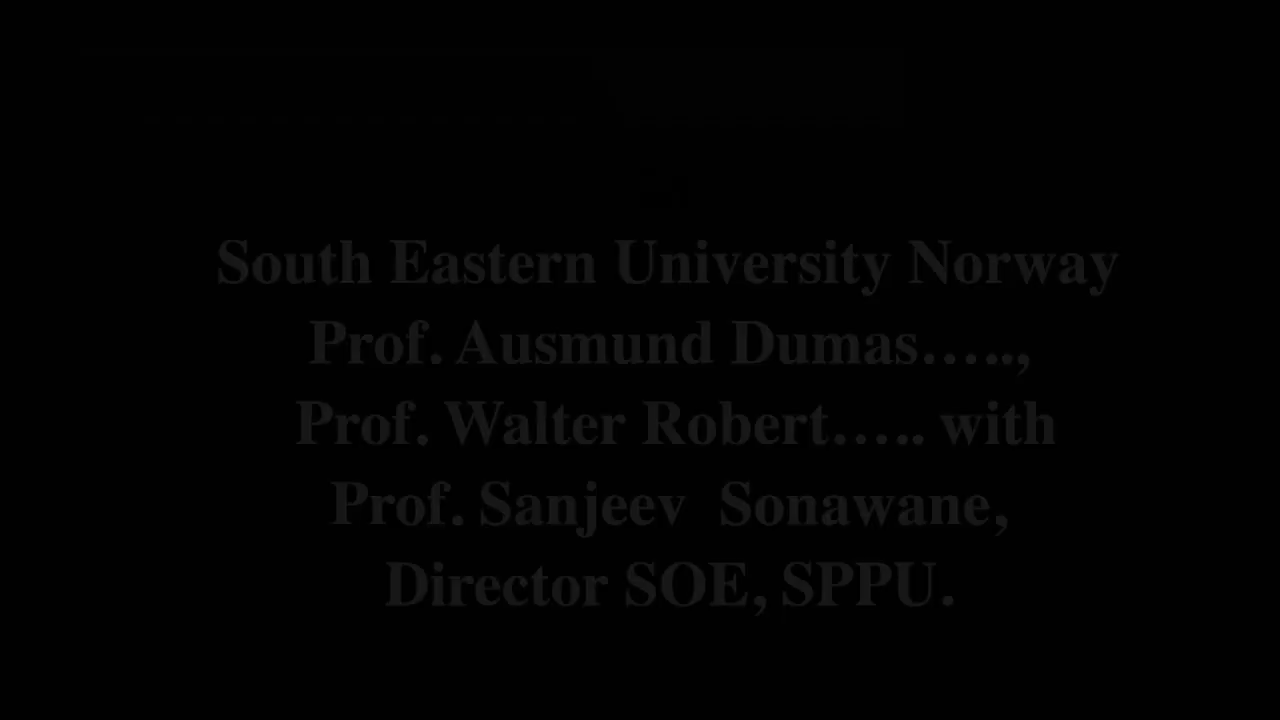 South Eastern University Norway
Prof. Ausmund Dumas…..,
Prof. Walter Robert….. with
Prof. Sanjeev  Sonawane,
Director SOE, SPPU.